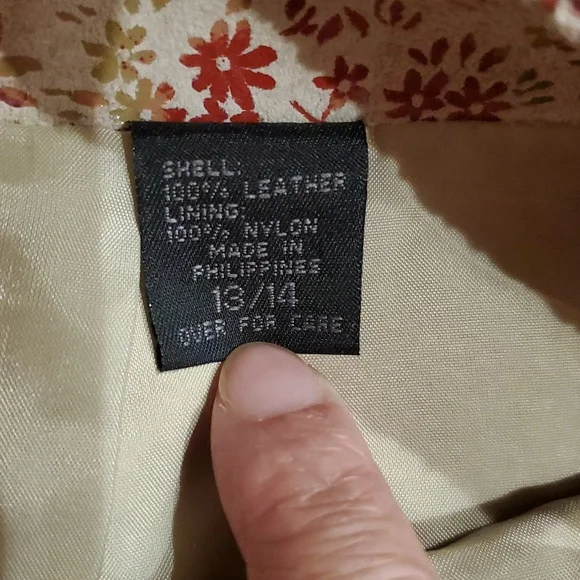 SHELL:
100% LEATHER
LINING:
100% NYLON
MADE IN
PHILIPPINES
13/14
OVER FOR CARE